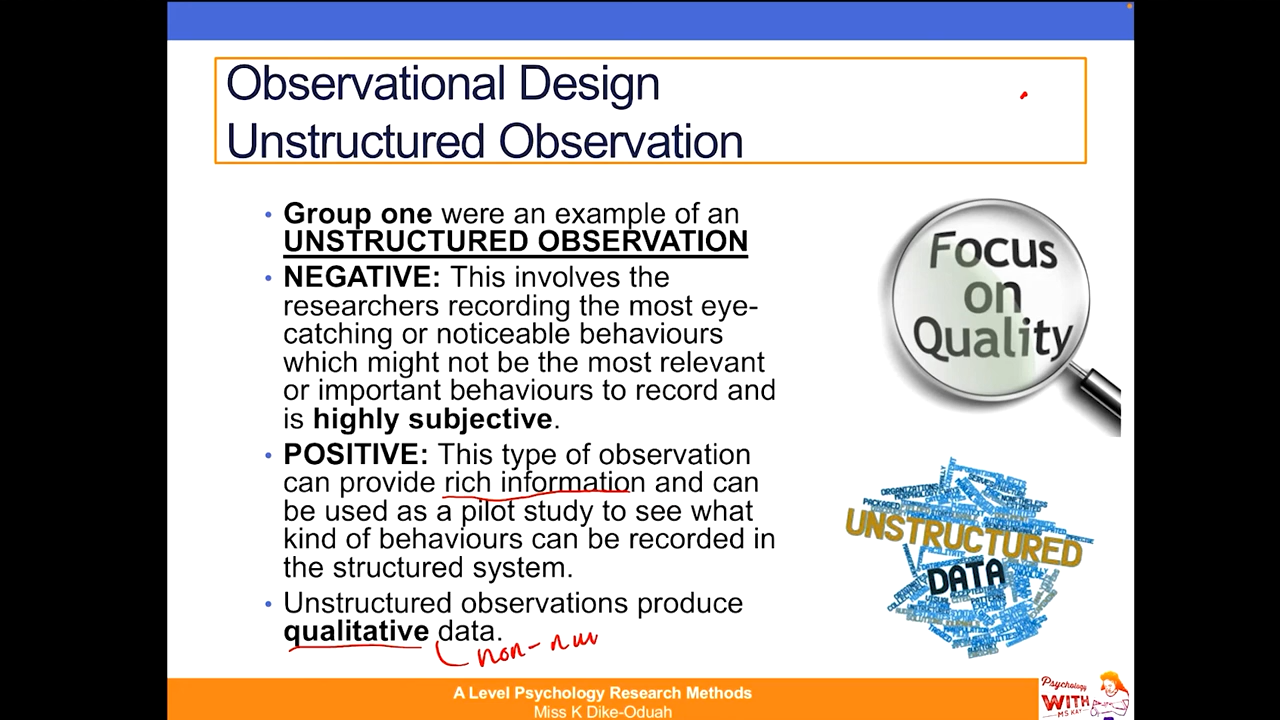 Observational Design
Unstructured Observation
• Group one were an example of an
UNSTRUCTURED OBSERVATION
• NEGATIVE: This involves the
researchers recording the most eye-
catching or noticeable behaviours
which might not be the most relevant
or important behaviours to record and
is highly subjective.
• POSITIVE: This type of observation
can provide rich information and can
be used as a pilot study to see what
kind of behaviours can be recorded in
the structured system.
• Unstructured observations produce
qualitative data.
non-num
Focus
on
Quality
UNSTRUCTURED
DATA
A Level Psychology Research Methods
Miss K Dike-Oduah
Psychology
WITH
MS KAY